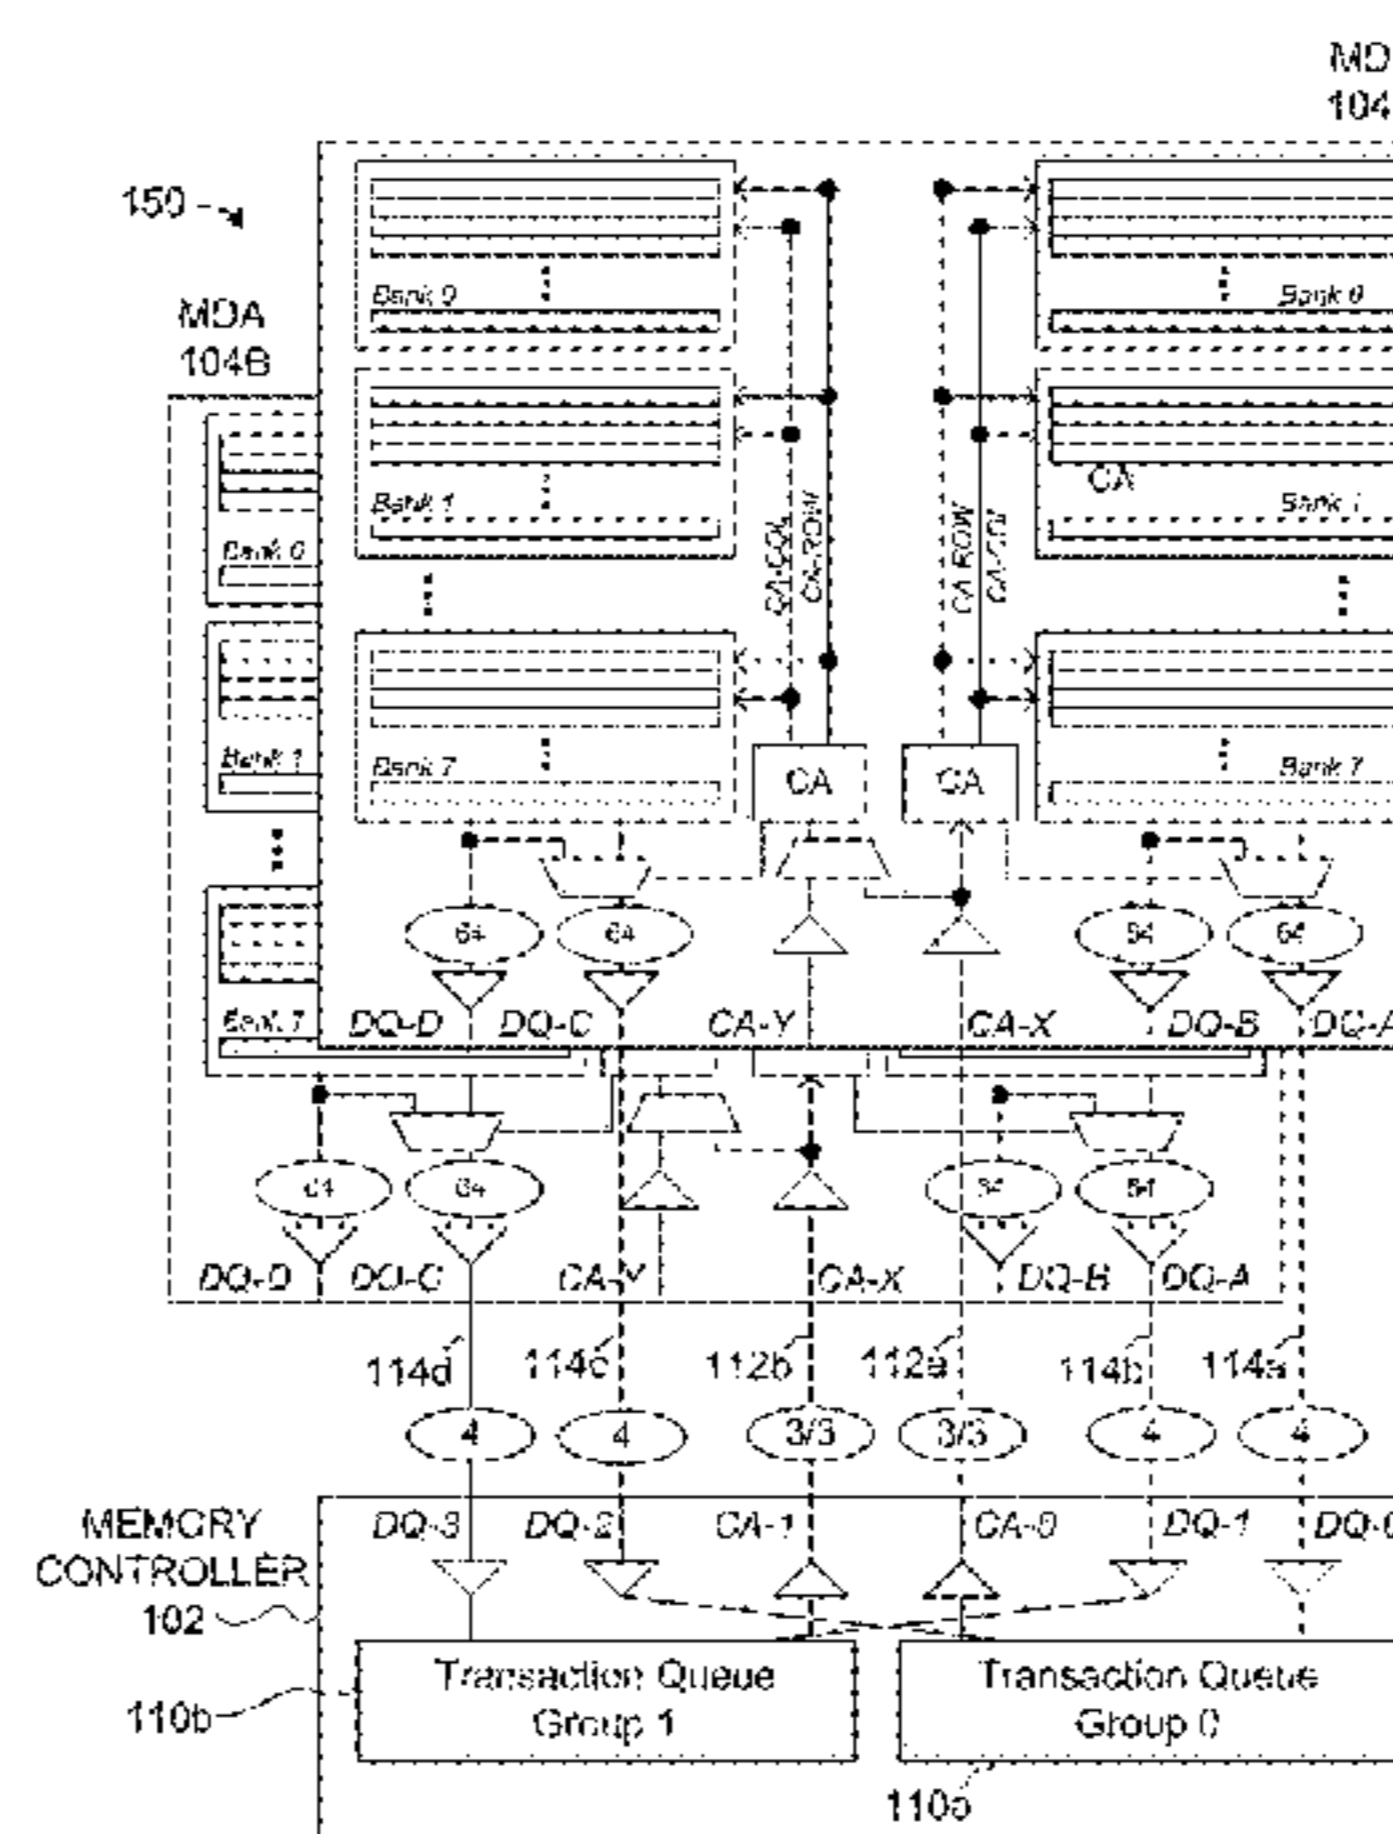 MD
104
150
MDA
104B
Bank 0
Bank 0
Bank 1
CA
Bank 1
CA-COL
CA-ROW
CA-ROW
CA-COL
Bank 0
Bank 1
Bank 7
CA
CA
Bank 7
64
64
64
64
Bank 7
DQ-D
DQ-C
CA-Y
CA-X
DQ-B
DQ-A
64
64
64
64
DQ-D
DQ-C
CA-Y
CA-X
DQ-B
DQ-A
114d
114c
112b
112a
114b
114a
4
4
3/3
3/3
4
4
MEMORY
CONTROLLER
102
DQ-3
DQ-2
CA-1
CA-0
DQ-1
DQ-0
Transaction Queue
Group 1
Transaction Queue
Group 0
110b
110a